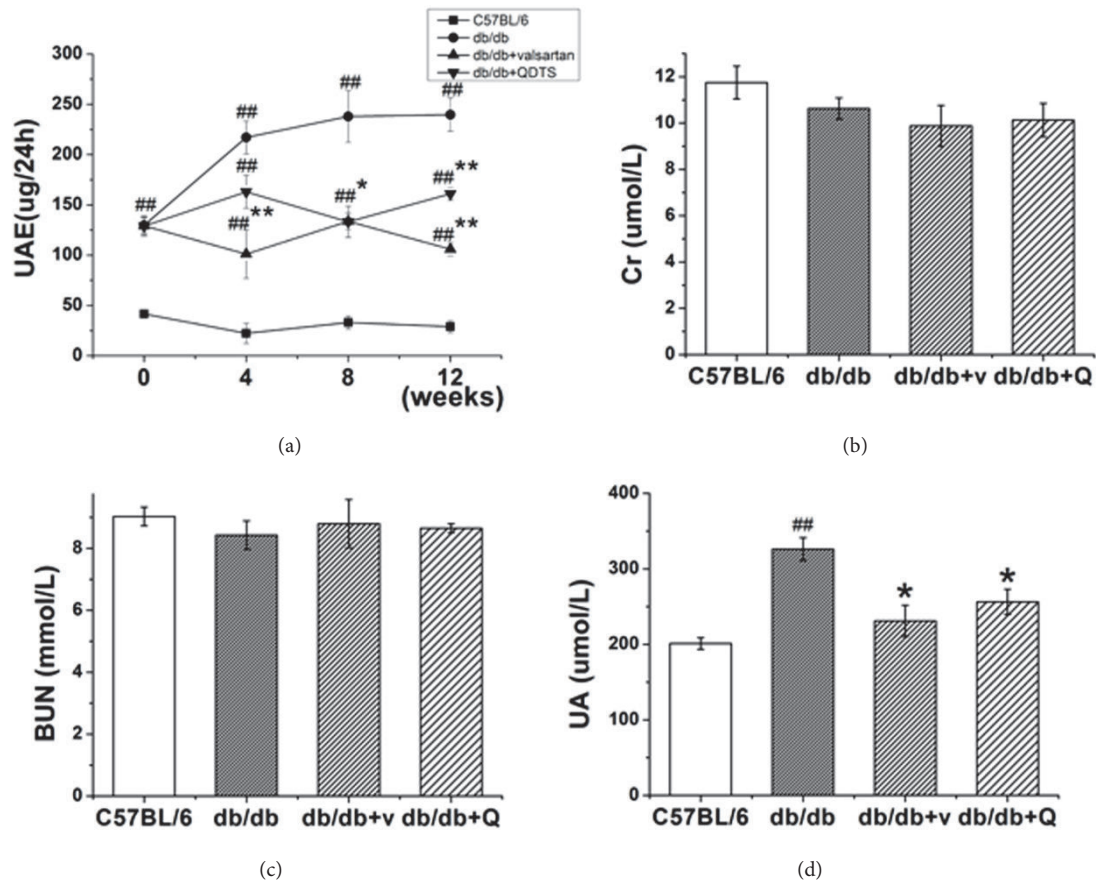 C57BL/6
db/db
db/db+valsartan
db/db+QDTS
UAE(ug/24h)
300
250
200
150
100
50
0
##
##
##
##
##
##**
##*
##**
##**
0 4 8 12
(weeks)
(a)
Cr (umol/L)
12
10
8
6
4
2
0
C57BL/6 db/db db/db+v db/db+Q
(b)
BUN (mmol/L)
8
6
4
2
0
C57BL/6 db/db db/db+v db/db+Q
(c)
UA (umol/L)
400
300
200
100
0
##
*
*
C57BL/6 db/db db/db+v db/db+Q
(d)